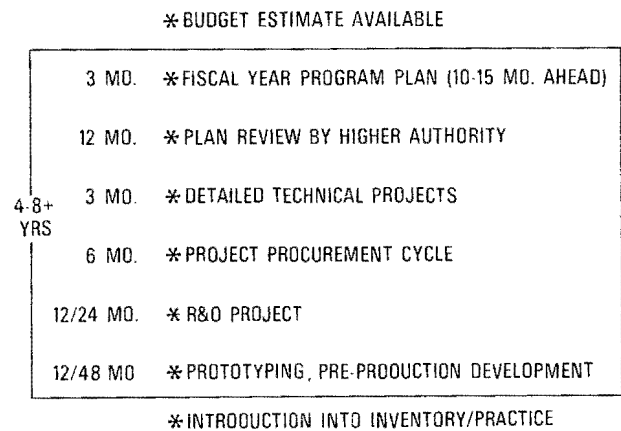 *BUDGET ESTIMATE AVAILABLE
3 MO. *FISCAL YEAR PROGRAM PLAN (10-15 MO. AHEAD)
12 MO. *PLAN REVIEW BY HIGHER AUTHORITY
4-8+ YRS
3 MO. *DETAILED TECHNICAL PROJECTS
6 MO. *PROJECT PROCUREMENT CYCLE
12/24 MO. *R&O PROJECT
12/48 MO *PROTOTYPING, PRE-PRODUCTION DEVELOPMENT
*INTRODUCTION INTO INVENTORY/PRACTICE